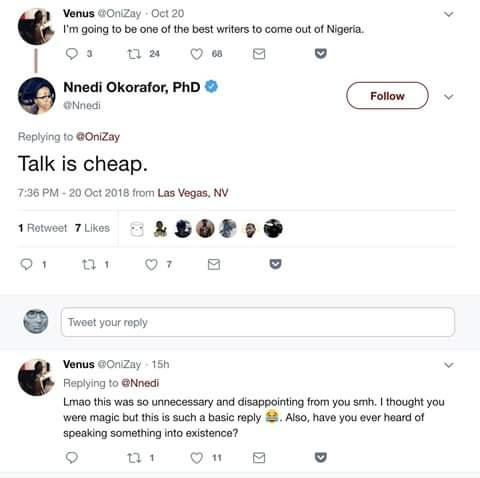 Venus @OniZay · Oct 20
I'm going to be one of the best writers to come out of Nigeria.
3 24 68
Nnedi Okorafor, PhD
@Nnedi
Follow
Replying to @OniZay
Talk is cheap.
7:36 PM - 20 Oct 2018 from Las Vegas, NV
1 Retweet 7 Likes
1 1 7
Tweet your reply
Venus @OniZay · 15h
Replying to @Nnedi
Lmao this was so unnecessary and disappointing from you smh. I thought you
were magic but this is such a basic reply 😂. Also, have you ever heard of
speaking something into existence?
1 11